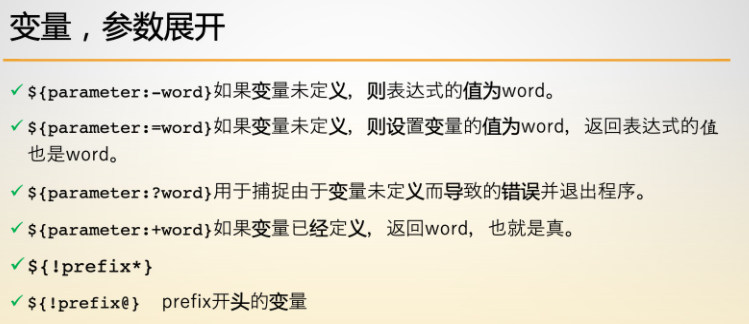 变量，参数展开
${parameter:-word}如果变量未定义，则表达式的值为word。
${parameter:=word}如果变量未定义，则设置变量的值为word，返回表达式的值
也是word。
${parameter:?word}用于捕捉由于变量未定义而导致的错误并退出程序。
${parameter:+word}如果变量已经定义，返回word，也就是真。
${!prefix*}
${!prefix@} prefix开头的变量